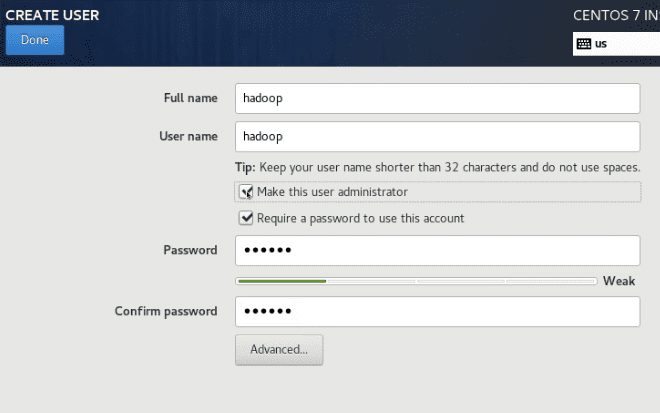 CREATE USER
CENTOS 7 IN
Done
us
Full name
hadoop
User name
hadoop
Tip: Keep your user name shorter than 32 characters and do not use spaces.
Make this user administrator
Require a password to use this account
Password
••••••
Weak
Confirm password
••••••
Advanced...